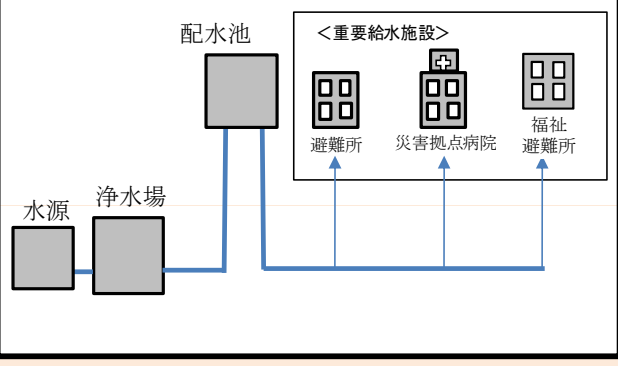 配水池
＜重要給水施設＞
避難所
災害拠点病院
福祉
避難所
浄水場
水源